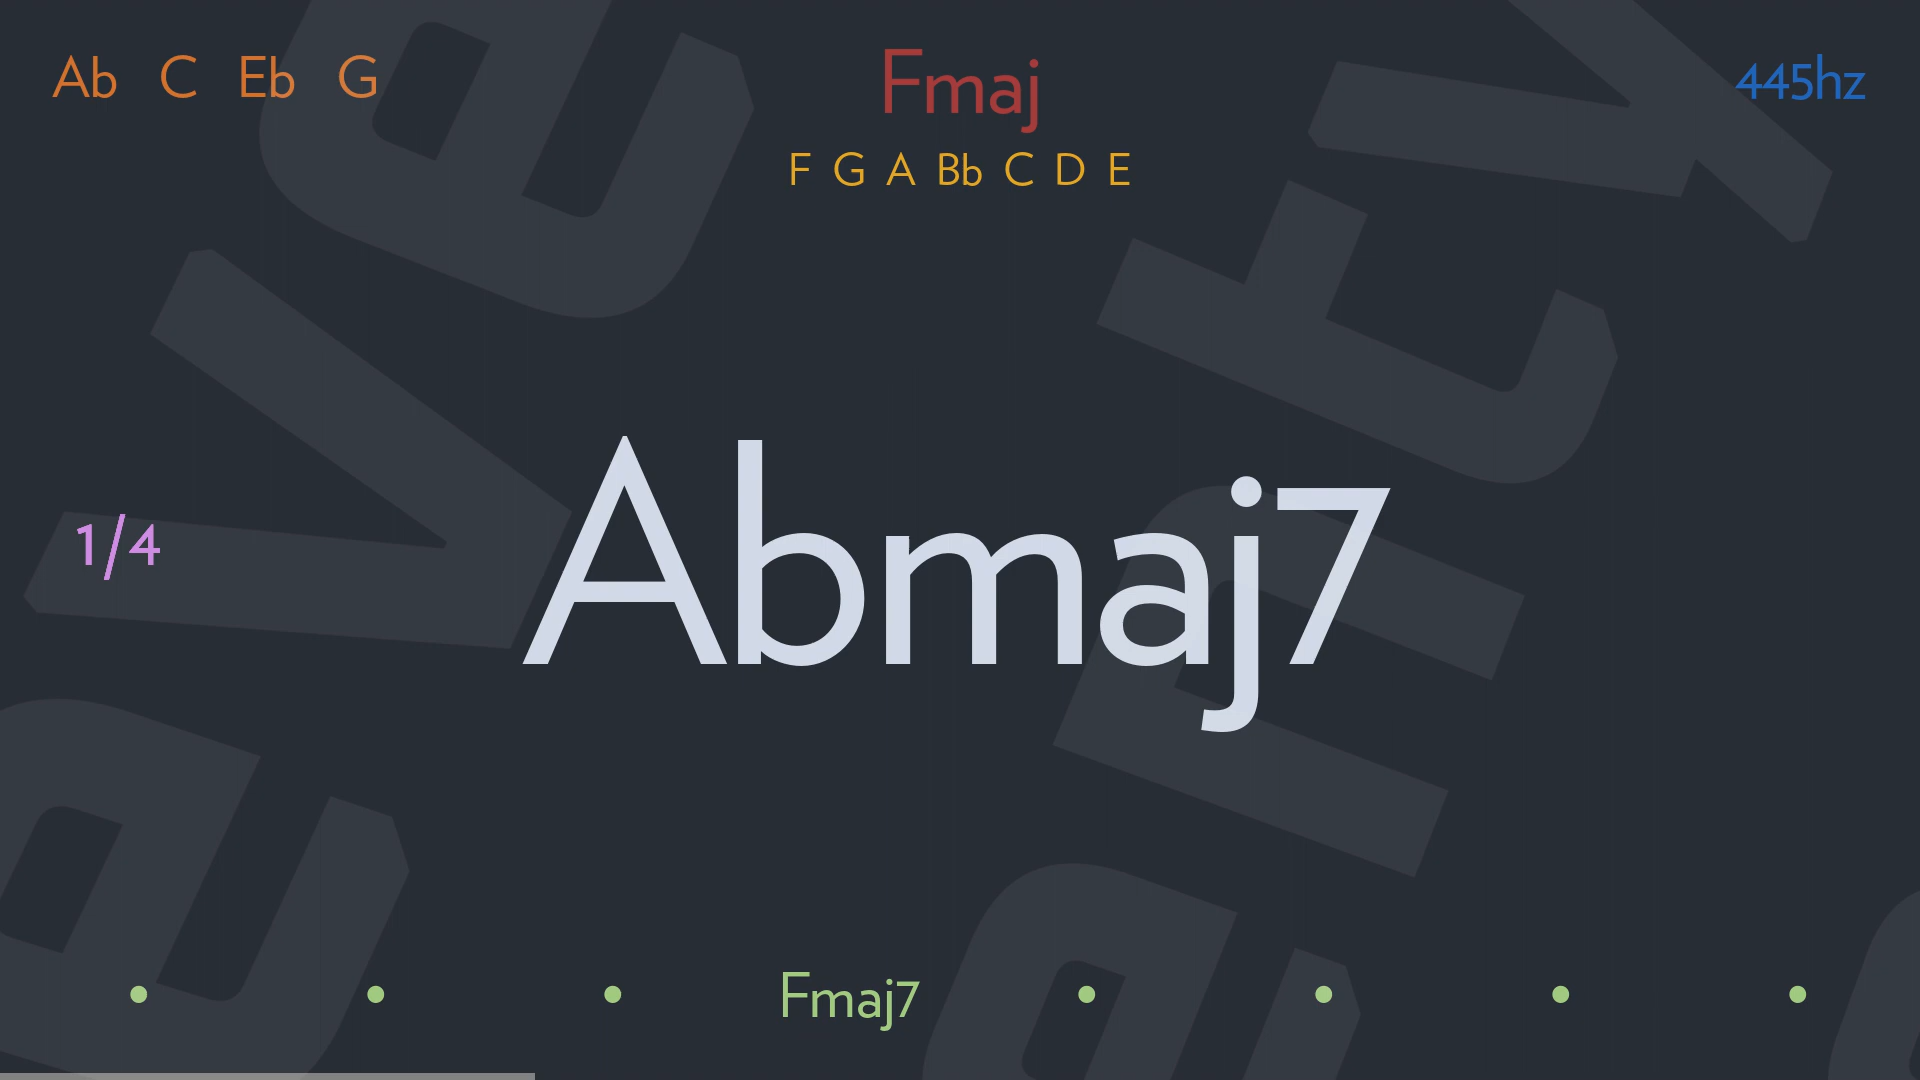 Ab C Eb G
Fmaj
445hz
F G A Bb C D E
1/4
Abmaj7
Fmaj7